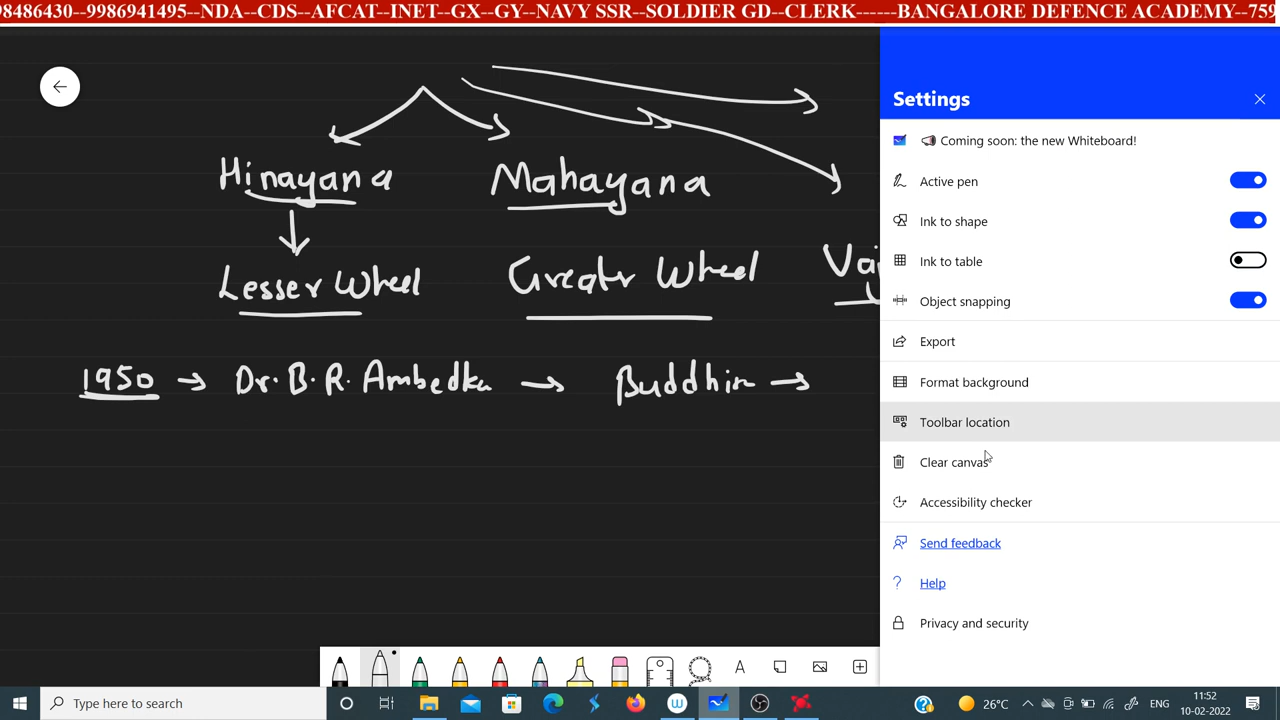 98486430--9986941495--NDA--CDS--AFCAT--INET--GX--GY--NAVY SSR--SOLDIER GD--CLERK------BANGALORE DEFENCE ACADEMY--759
Settings
Coming soon: the new Whiteboard!
Active pen
Ink to shape
Ink to table
Object snapping
Export
Format background
Toolbar location
Clear canvas
Accessibility checker
Send feedback
Help
Privacy and security
Hinayana Mahayana
Lesser Wheel Greater Wheel Vai
1950 → Dr. B. R. Ambedka → Buddhim →
A
Type here to search
26°C ENG 11:52
10-02-2022